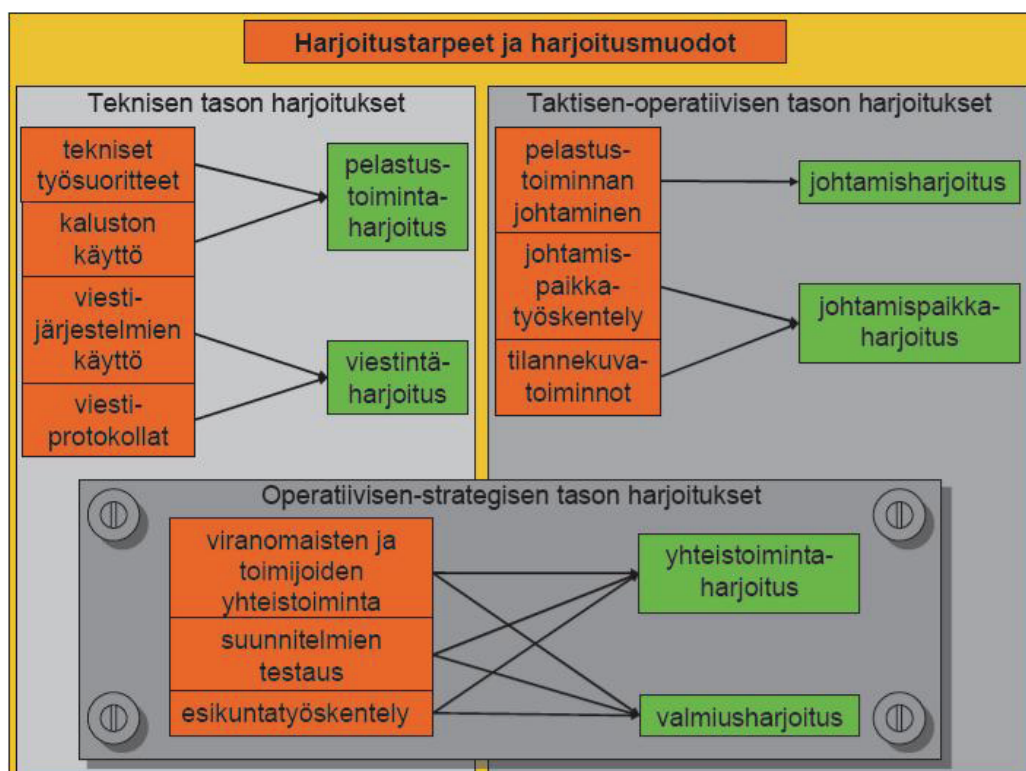 Harjoitustarpeet ja harjoitusmuodot
Teknisen tason harjoitukset
tekniset
työsuoritteet
kaluston
käyttö
viesti-
järjestelmien
käyttö
viesti-
protokollat
pelastus-
toiminta-
harjoitus
viestintä-
harjoitus
Taktisen-operatiivisen tason harjoitukset
pelastus-
toiminnan
johtaminen
johtamis-
paikka-
työskentely
tilannekuva-
toiminnot
johtamisharjoitus
johtamispaikka-
harjoitus
Operatiivisen-strategisen tason harjoitukset
viranomaisten ja
toimijoiden
yhteistoiminta
suunnitelmien
testaus
esikuntatyöskentely
yhteistoiminta-
harjoitus
valmiusharjoitus